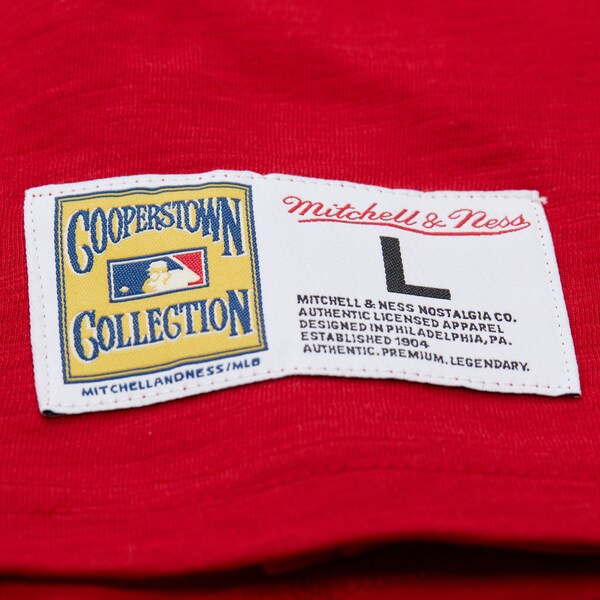 COOPERSTOWN
COLLECTION
MITCHELLANDNESS/MLB
Mitchell & Ness
L
MITCHELL & NESS NOSTALGIA CO.
AUTHENTIC LICENSED APPAREL
DESIGNED IN PHILADELPHIA, PA.
ESTABLISHED 1904
AUTHENTIC. PREMIUM. LEGENDARY.